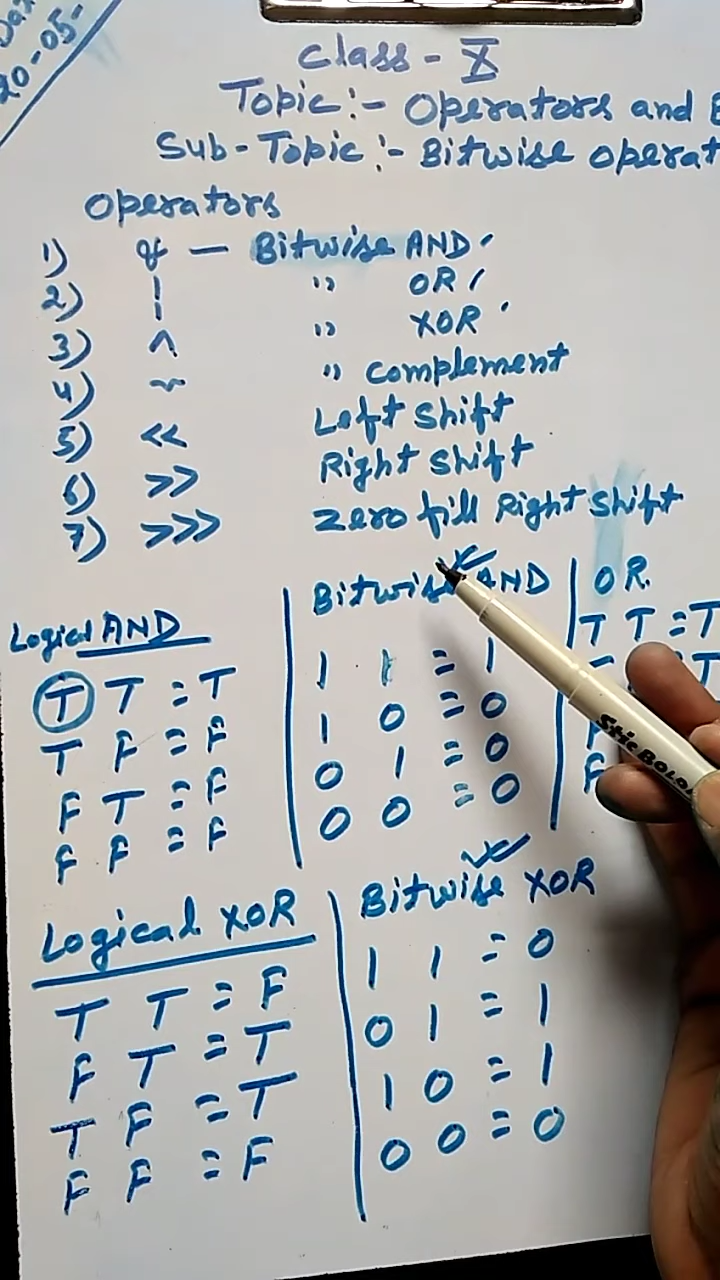 20-05-
Class - X
Topic :- Operators and
Sub-Topic :- Bitwise operat
Operators
1) & — Bitwise AND
2) | " OR
3) ^ " XOR
4) ~ " Complement
5) << Left Shift
6) >> Right Shift
7) >>> Zero fill Right Shift
Logical AND
T T = T
T F = F
F T = F
F F = F
Bitwise AND
1 1 = 1
1 0 = 0
0 1 = 0
0 0 = 0
OR
T T = T
T
F
F
Logical XOR
T T = F
F T = T
T F = T
F F = F
Bitwise XOR
1 1 = 0
0 1 = 1
1 0 = 1
0 0 = 0
Stic